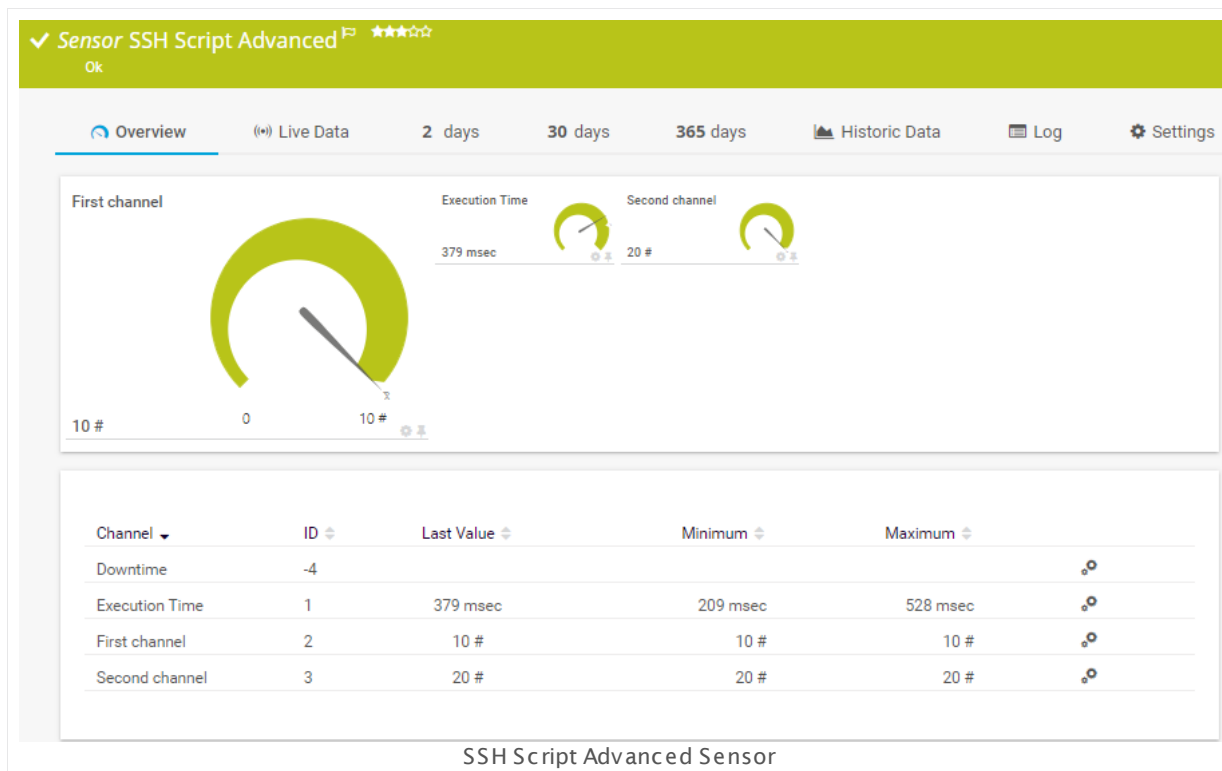 Sensor SSH Script Advanced
Ok
Overview Live Data 2 days 30 days 365 days Historic Data Log Settings
First channel
10 #
0
10 #
Execution Time
379 msec
Second channel
20 #
Channel ID Last Value Minimum Maximum
Downtime -4
Execution Time 1 379 msec 209 msec 528 msec
First channel 2 10 # 10 # 10 #
Second channel 3 20 # 20 # 20 #
SSH Script Advanced Sensor